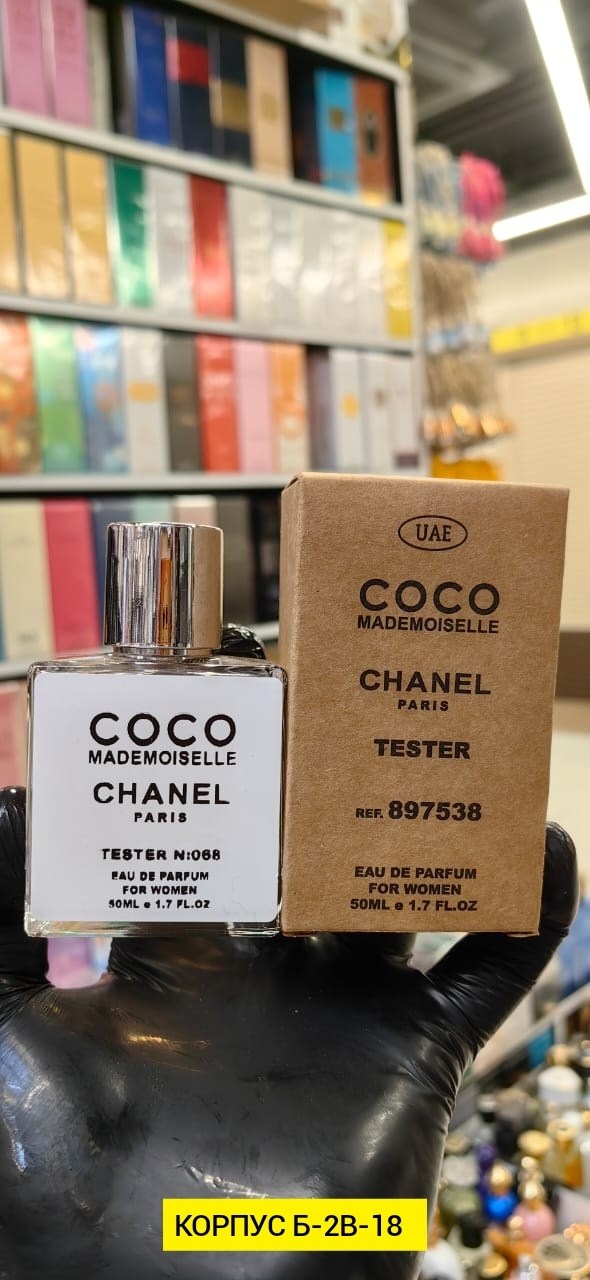 UAE
COCO
MADEMOISELLE
CHANEL
PARIS
TESTER
REF. 897538
EAU DE PARFUM
FOR WOMEN
50ML e 1.7 FL.OZ
COCO
MADEMOISELLE
CHANEL
PARIS
TESTER N:068
EAU DE PARFUM
FOR WOMEN
50ML e 1.7 FL.OZ
КОРПУС Б-2В-18